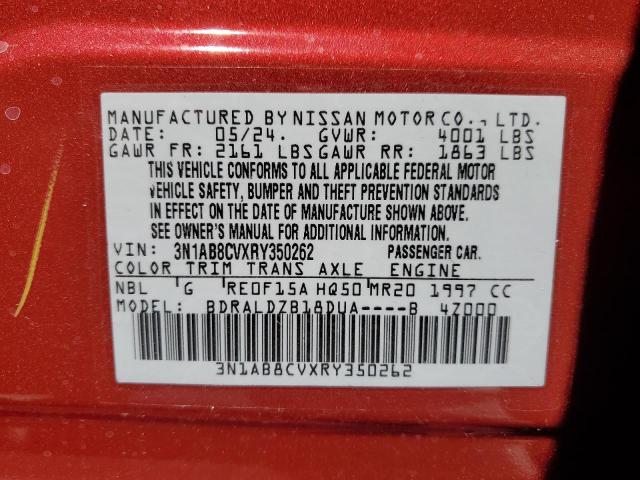 MANUFACTURED BY NISSAN MOTOR CO., LTD.
DATE: 05/24. GVWR: 4001 LBS
GAWR FR: 2161 LBS GAWR RR: 1863 LBS
THIS VEHICLE CONFORMS TO ALL APPLICABLE FEDERAL MOTOR
VEHICLE SAFETY, BUMPER AND THEFT PREVENTION STANDARDS
IN EFFECT ON THE DATE OF MANUFACTURE SHOWN ABOVE.
SEE OWNER'S MANUAL FOR ADDITIONAL INFORMATION.
VIN: 3N1AB8CVXRY350262 PASSENGER CAR.
COLOR TRIM TRANS AXLE ENGINE
NBL G RE0F15A HQ50 MR20 1997 CC
MODEL: BDRALDZB18DUA----B 4Z000
3N1AB8CVXRY350262